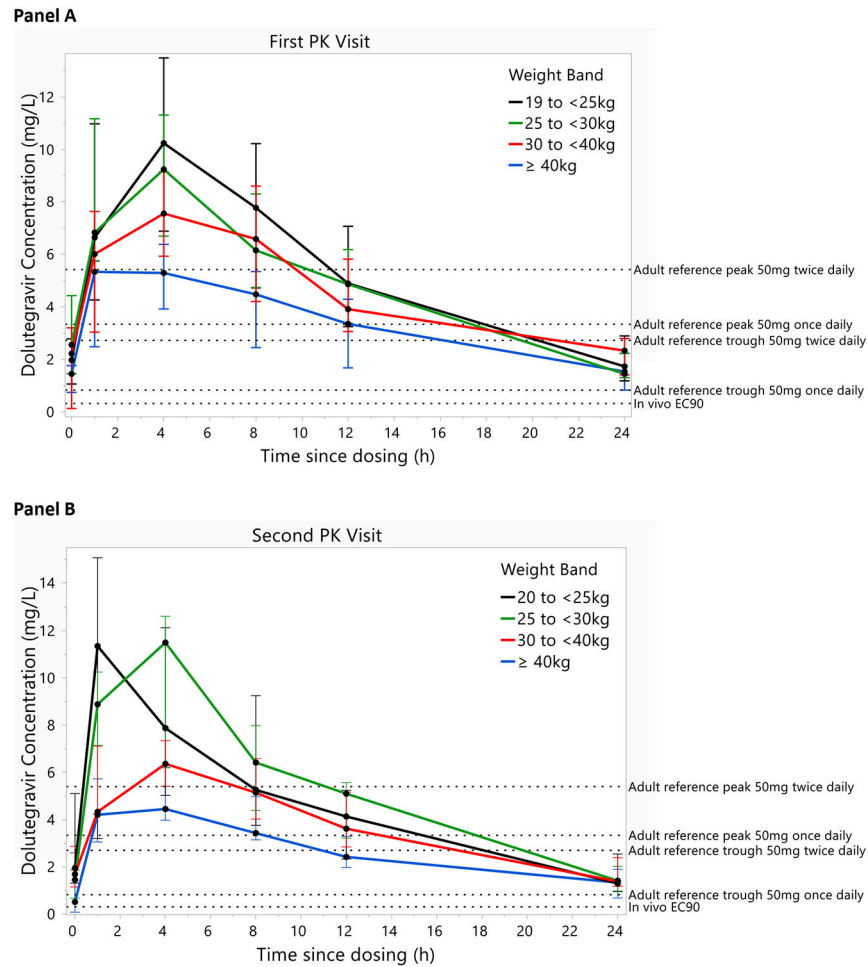 Panel A
First PK Visit
Dolutegravir Concentration (mg/L)
12
10
8
6
4
2
0
Weight Band
19 to <25kg
25 to <30kg
30 to <40kg
≥ 40kg
Adult reference peak 50mg twice daily
Adult reference peak 50mg once daily
Adult reference trough 50mg twice daily
Adult reference trough 50mg once daily
In vivo EC90
0 2 4 6 8 10 12 14 16 18 20 22 24
Time since dosing (h)
Panel B
Second PK Visit
Dolutegravir Concentration (mg/L)
14
12
10
8
6
4
2
0
Weight Band
20 to <25kg
25 to <30kg
30 to <40kg
≥ 40kg
Adult reference peak 50mg twice daily
Adult reference peak 50mg once daily
Adult reference trough 50mg twice daily
Adult reference trough 50mg once daily
In vivo EC90
0 2 4 6 8 10 12 14 16 18 20 22 24
Time since dosing (h)